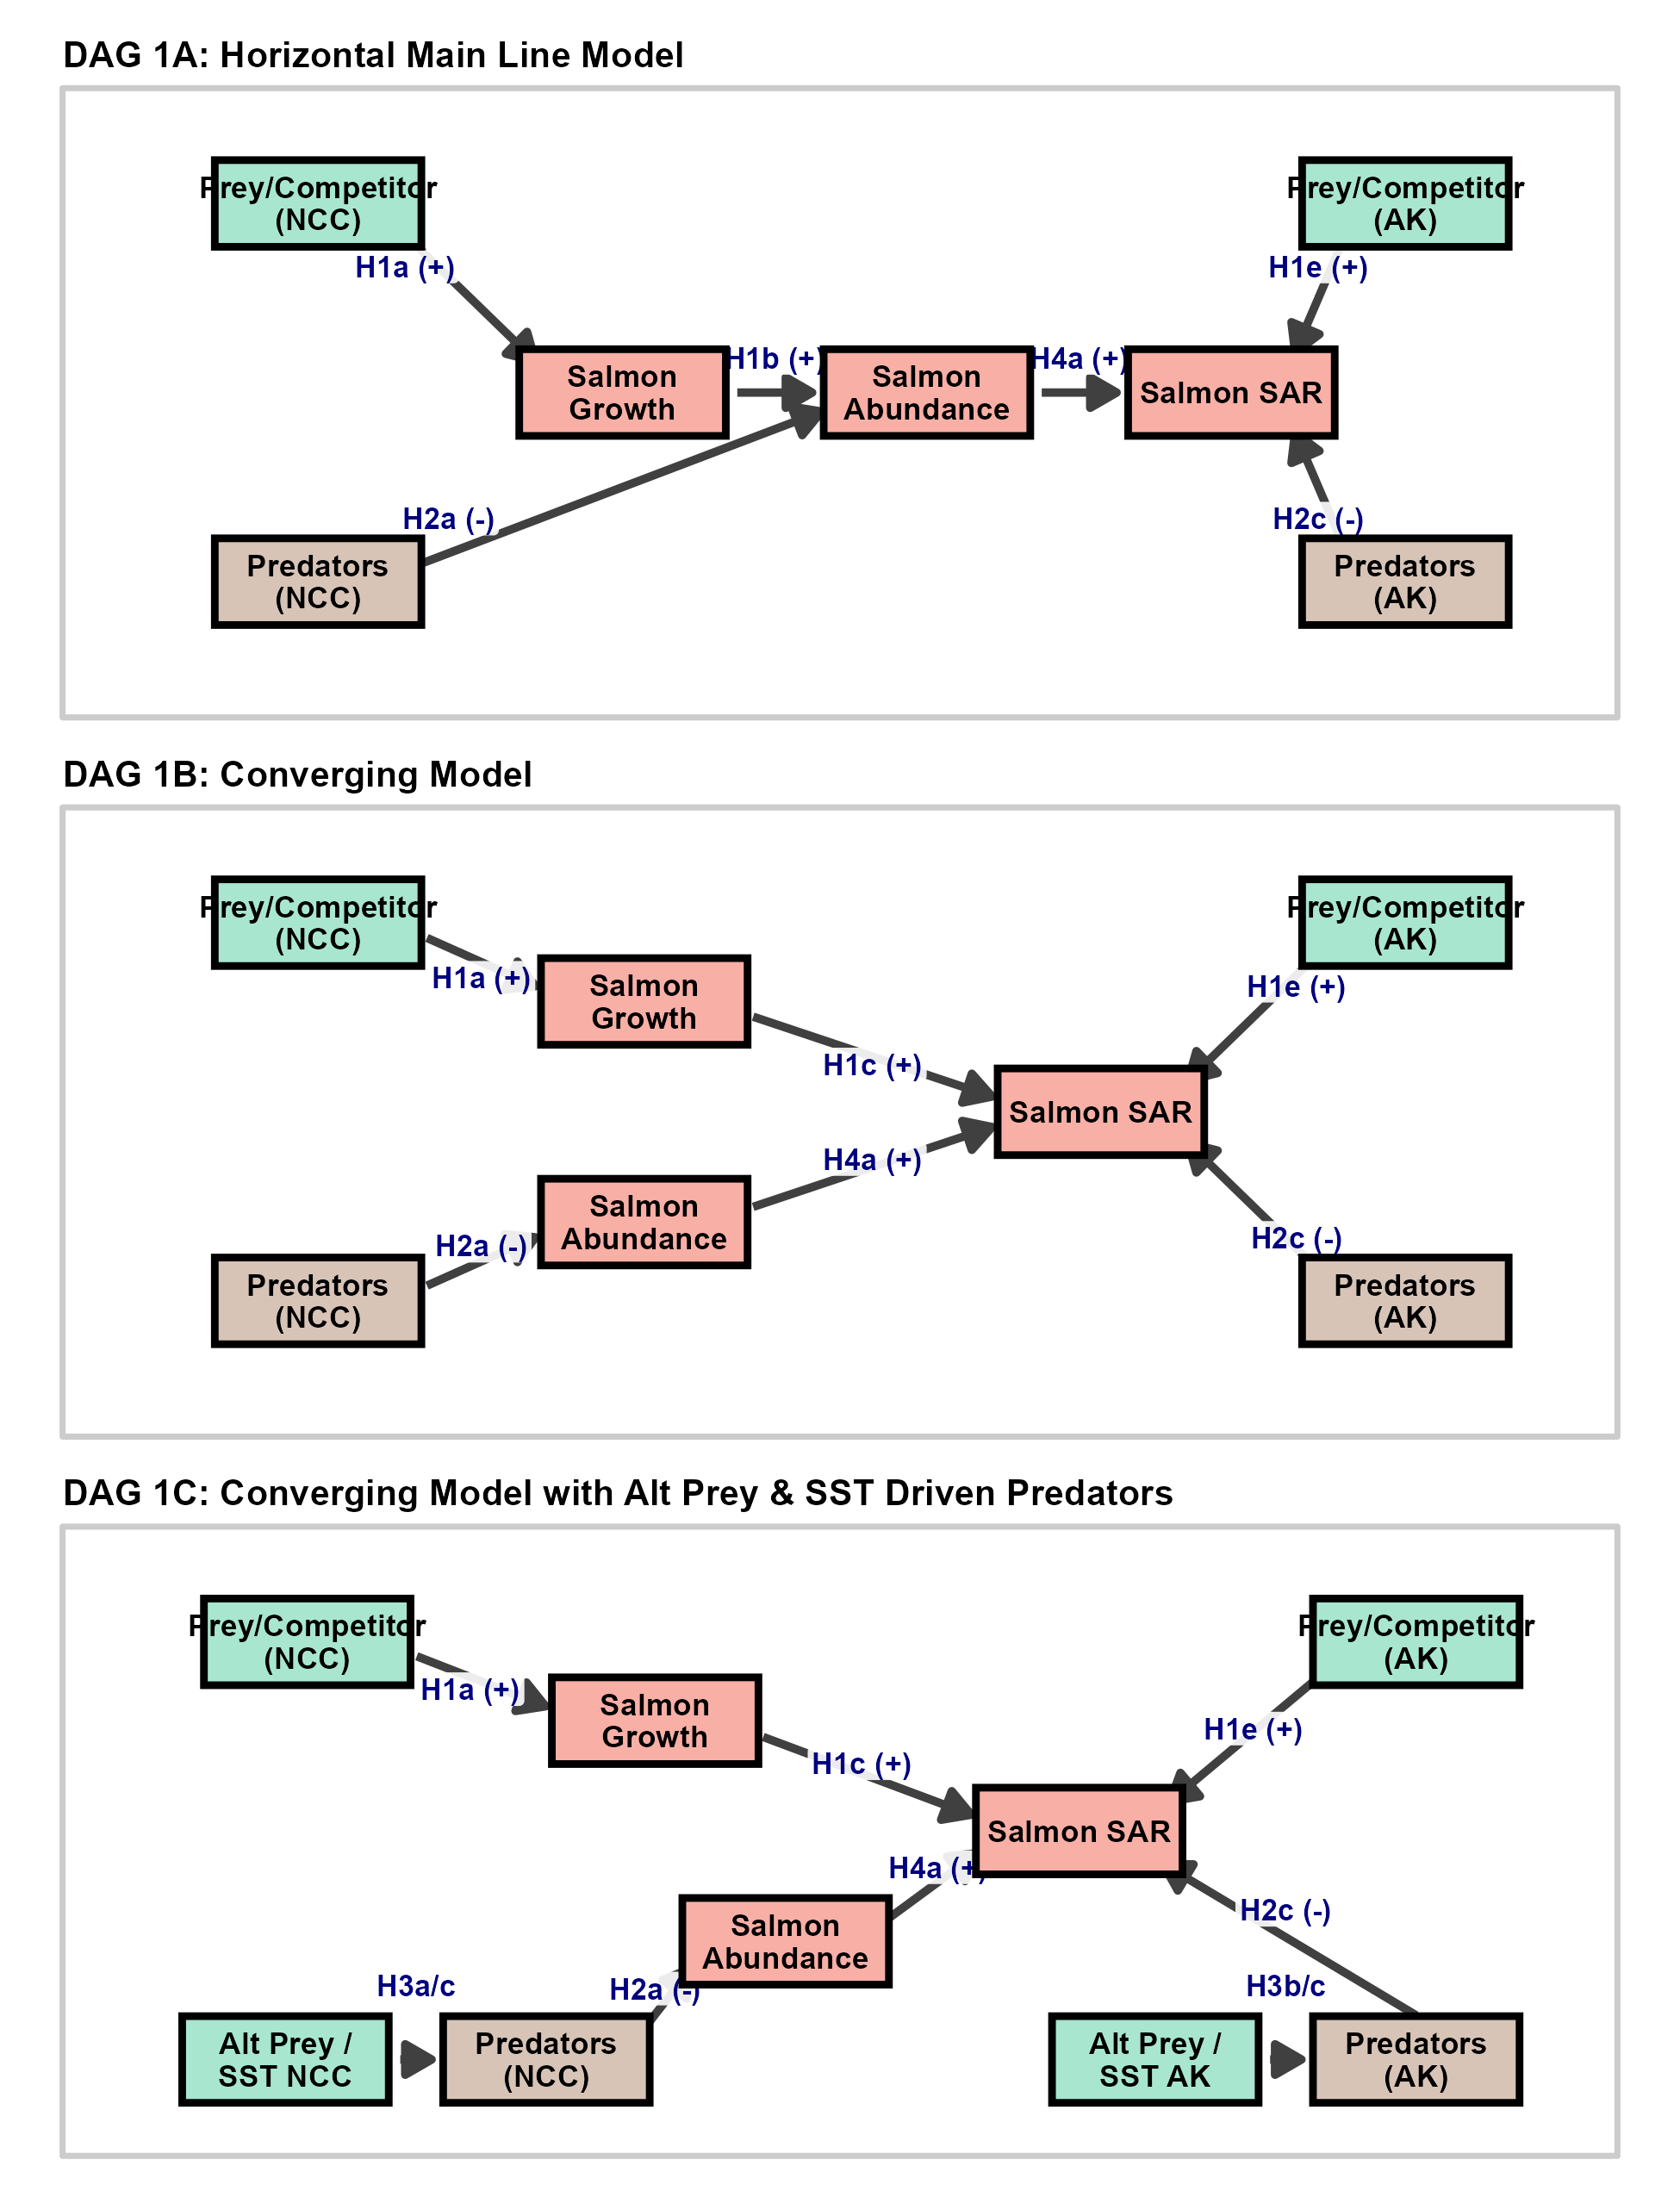 DAG 1A: Horizontal Main Line Model
Prey/Competitor
(NCC)
Prey/Competitor
(AK)
H1a (+)
H1e (+)
H1b (+)
H4a (+)
Salmon
Growth
Salmon
Abundance
Salmon SAR
H2a (-)
H2c (-)
Predators
(NCC)
Predators
(AK)
DAG 1B: Converging Model
Prey/Competitor
(NCC)
Prey/Competitor
(AK)
H1a (+)
H1e (+)
Salmon
Growth
H1c (+)
Salmon SAR
H4a (+)
Salmon
Abundance
H2a (-)
H2c (-)
Predators
(NCC)
Predators
(AK)
DAG 1C: Converging Model with Alt Prey & SST Driven Predators
Prey/Competitor
(NCC)
Prey/Competitor
(AK)
H1a (+)
Salmon
Growth
H1e (+)
H1c (+)
Salmon SAR
H4a (+)
H2c (-)
Salmon
Abundance
H3a/c
H2a (-)
H3b/c
Alt Prey /
SST NCC
Predators
(NCC)
Alt Prey /
SST AK
Predators
(AK)